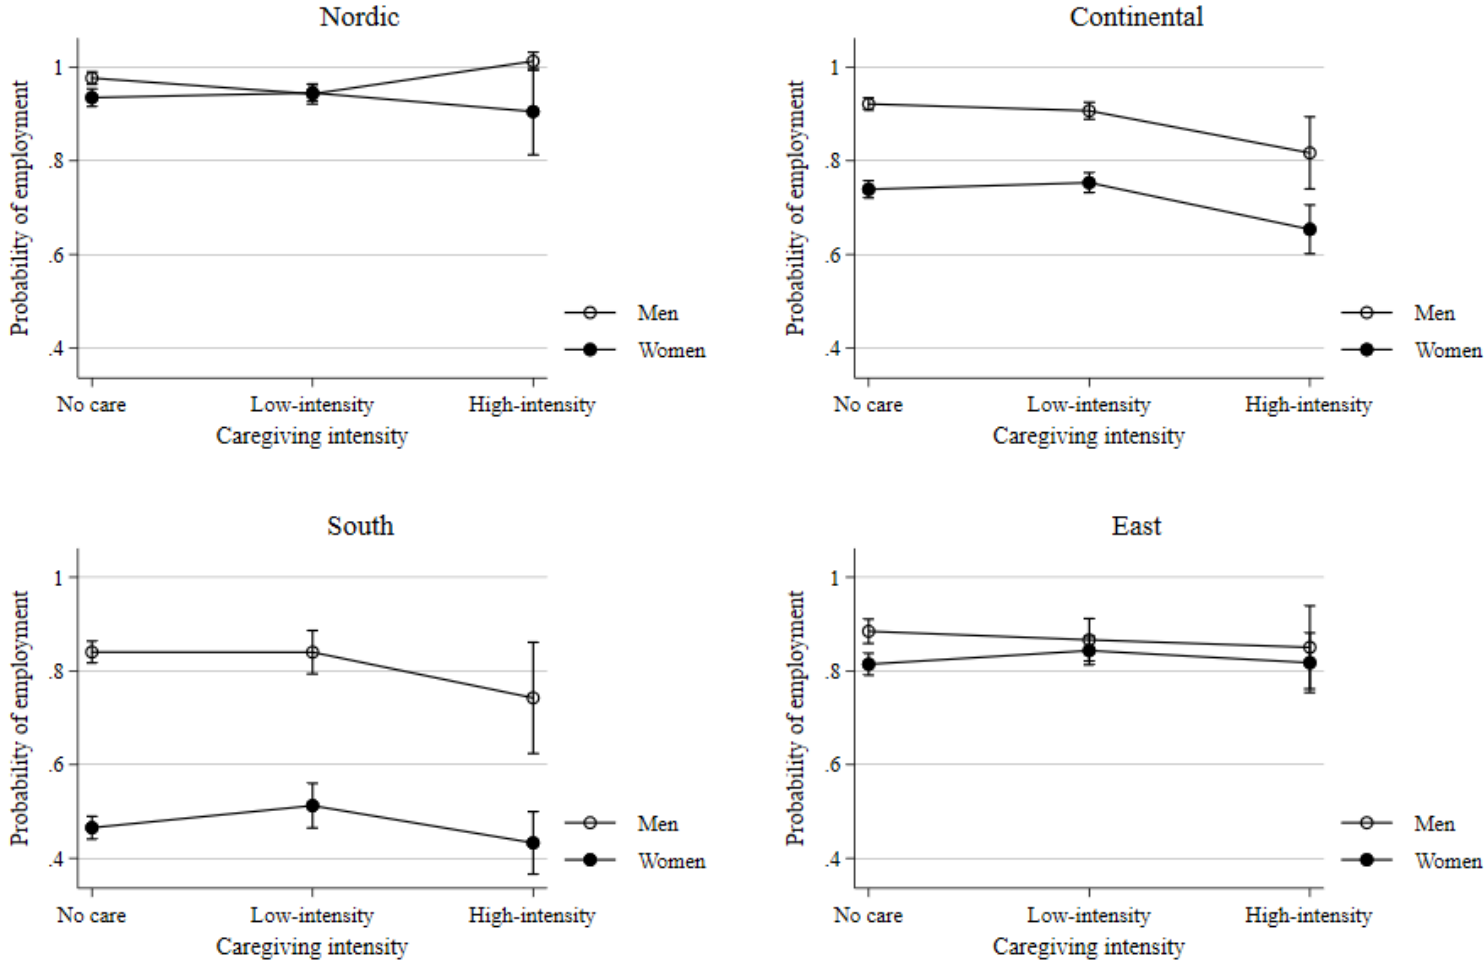 Nordic
Probability of employment
1
.8
.6
.4
No care
Low-intensity
High-intensity
Caregiving intensity
Men
Women
Continental
Probability of employment
1
.8
.6
.4
No care
Low-intensity
High-intensity
Caregiving intensity
Men
Women
South
Probability of employment
1
.8
.6
.4
No care
Low-intensity
High-intensity
Caregiving intensity
Men
Women
East
Probability of employment
1
.8
.6
.4
No care
Low-intensity
High-intensity
Caregiving intensity
Men
Women